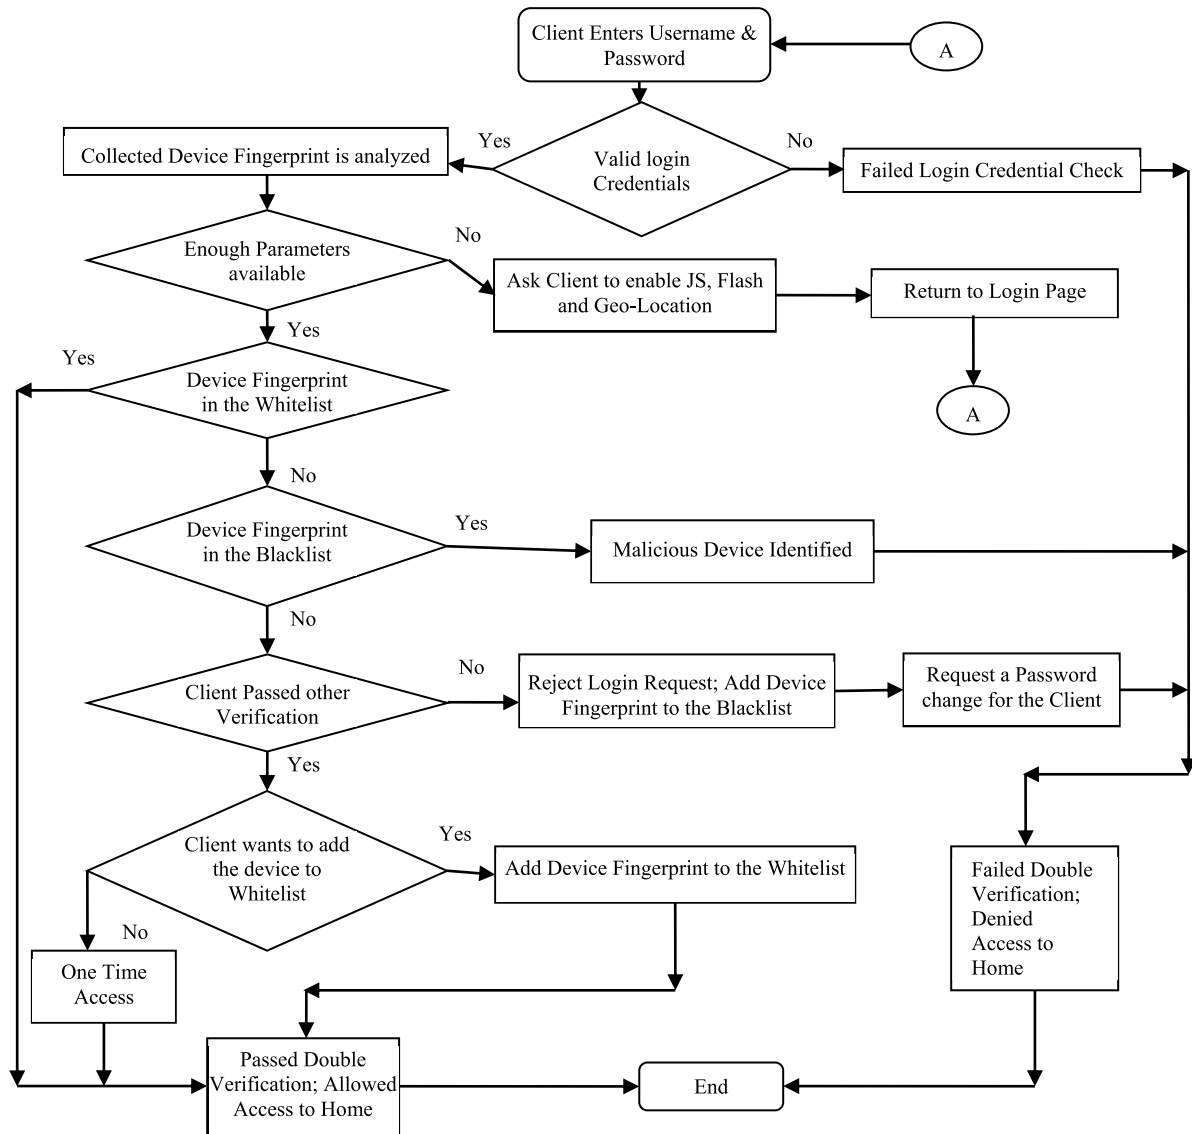 Client Enters Username &
Password
A
Yes
No
Collected Device Fingerprint is analyzed
Valid login
Credentials
Failed Login Credential Check
Enough Parameters
available
No
Ask Client to enable JS, Flash
and Geo-Location
Return to Login Page
Yes
Yes
Device Fingerprint
in the Whitelist
A
No
Device Fingerprint
in the Blacklist
Yes
Malicious Device Identified
No
Client Passed other
Verification
No
Reject Login Request; Add Device
Fingerprint to the Blacklist
Request a Password
change for the Client
Yes
Client wants to add
the device to
Whitelist
Yes
Add Device Fingerprint to the Whitelist
Failed Double
Verification;
Denied
Access to
Home
No
One Time
Access
Passed Double
Verification; Allowed
Access to Home
End